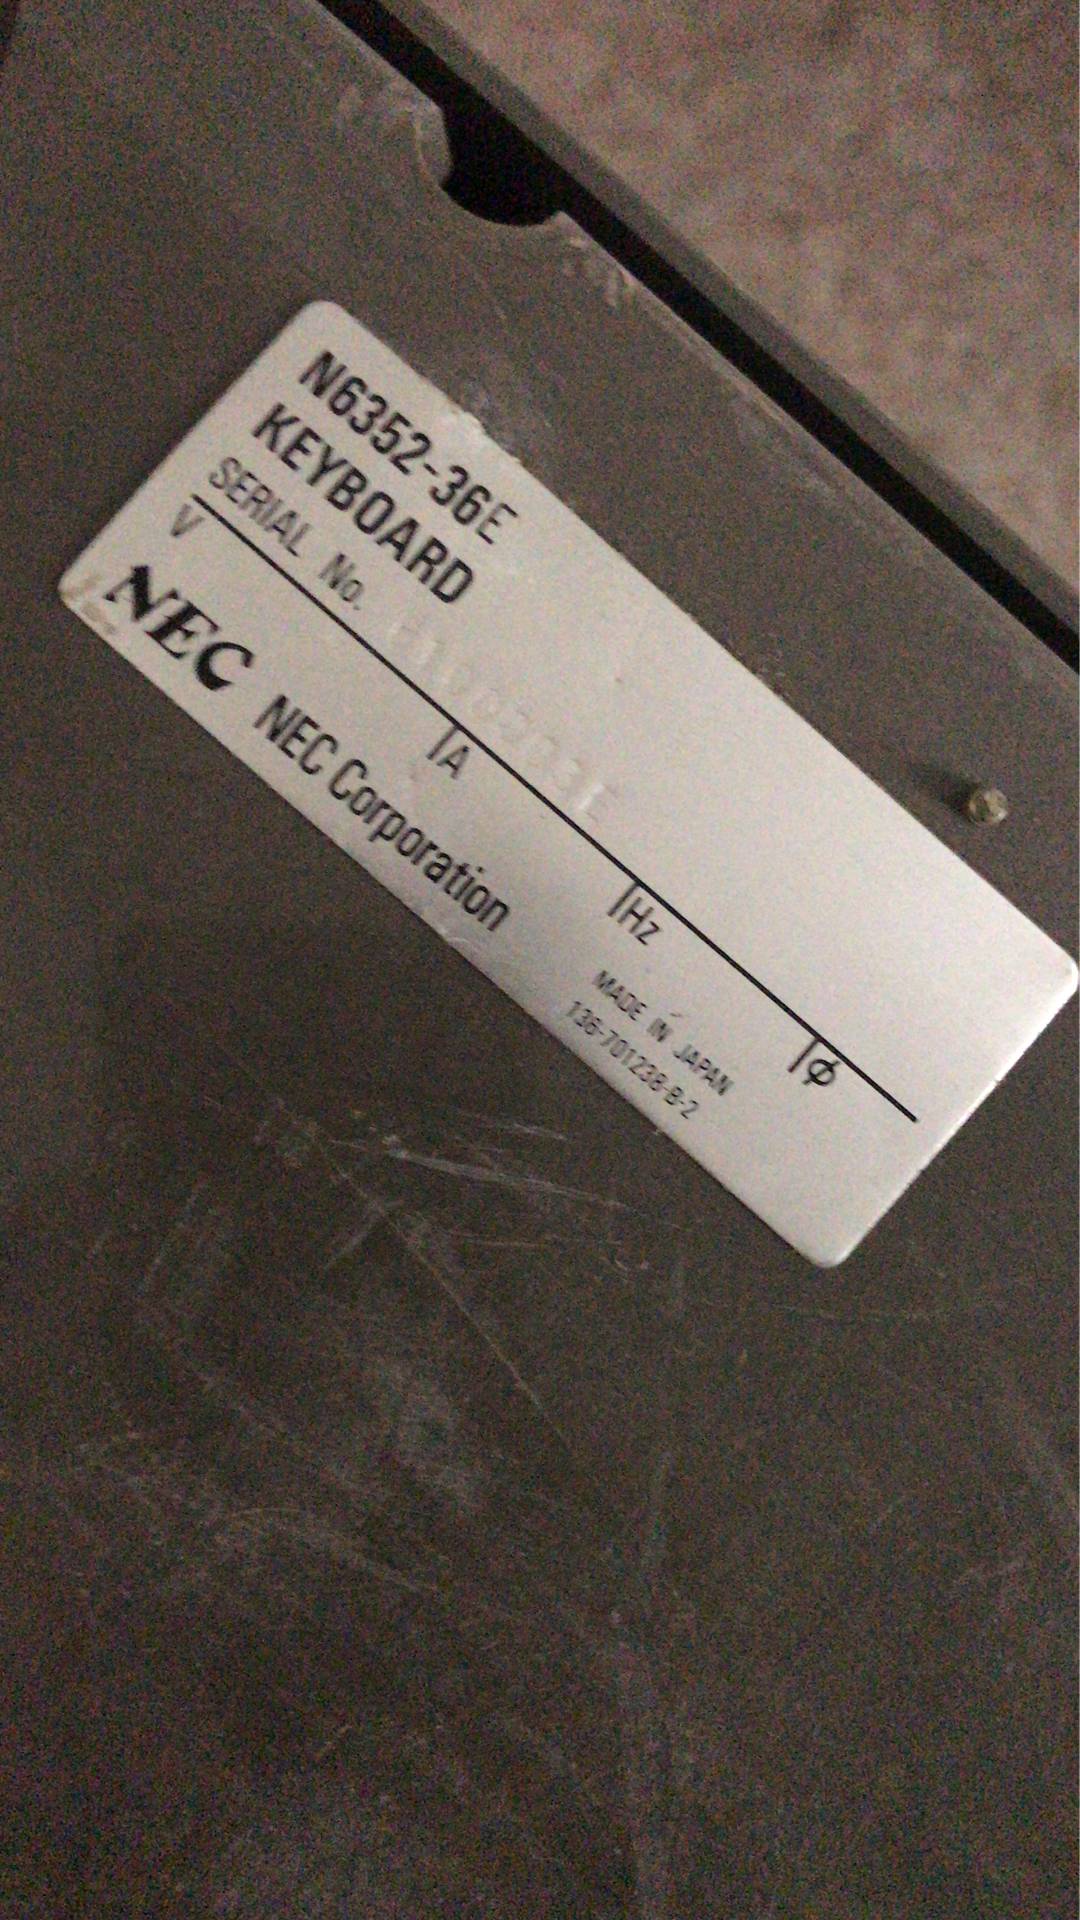 N6352-36E
KEYBOARD
SERIAL No.
V A Hz ϕ
NEC NEC Corporation
MADE IN JAPAN
136-701238-B-2